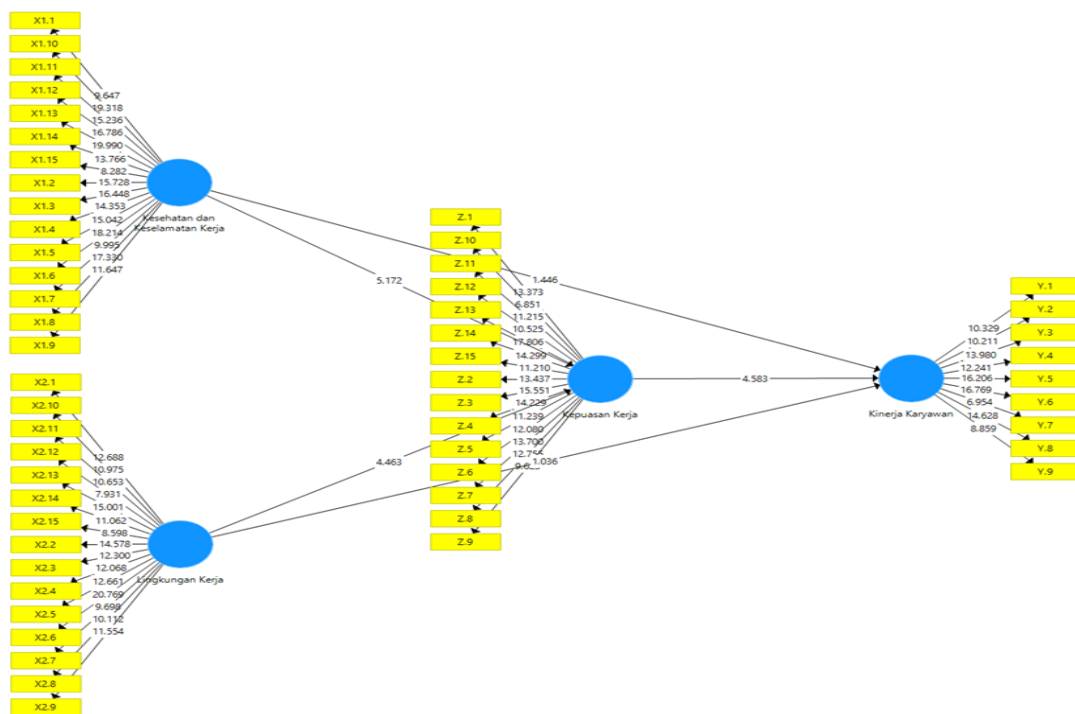 X1.1
X1.10
X1.11
X1.12
X1.13
X1.14
X1.15
X1.2
X1.3
X1.4
X1.5
X1.6
X1.7
X1.8
X1.9
9.647
19.318
15.236
16.786
19.990
13.766
8.282
15.728
16.448
14.353
15.042
18.214
9.995
17.330
11.647
Kesehatan dan
Keselamatan Kerja
X2.1
X2.10
X2.11
X2.12
X2.13
X2.14
X2.15
X2.2
X2.3
X2.4
X2.5
X2.6
X2.7
X2.8
X2.9
12.688
10.975
10.653
7.931
15.001
11.062
8.598
14.578
12.300
12.068
12.661
20.769
9.698
10.112
11.554
Lingkungan Kerja
5.172
4.463
1.446
1.036
Z.1
Z.10
Z.11
Z.12
Z.13
Z.14
Z.15
Z.2
Z.3
Z.4
Z.5
Z.6
Z.7
Z.8
Z.9
13.373
6.851
11.215
10.525
17.806
14.299
11.210
13.437
15.551
14.229
11.239
12.080
13.700
Kepuasan Kerja
4.583
Kinerja Karyawan
10.329
10.211
13.980
12.241
16.206
16.769
6.954
14.628
8.859
Y.1
Y.2
Y.3
Y.4
Y.5
Y.6
Y.7
Y.8
Y.9